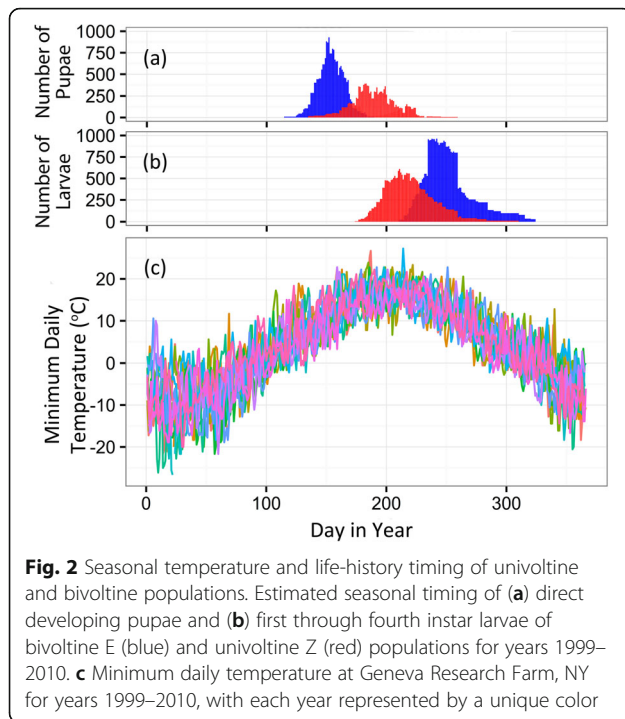 1000
750
500
250
0
Number of
Pupae
(a)
1000
750
500
250
0
Number of
Larvae
(b)
20
10
0
-10
-20
Minimum Daily
Temperature (°C)
(c)
0 100 200 300
Day in Year
Fig. 2 Seasonal temperature and life-history timing of univoltine
and bivoltine populations. Estimated seasonal timing of (a) direct
developing pupae and (b) first through fourth instar larvae of
bivoltine E (blue) and univoltine Z (red) populations for years 1999–
2010. c Minimum daily temperature at Geneva Research Farm, NY
for years 1999–2010, with each year represented by a unique color